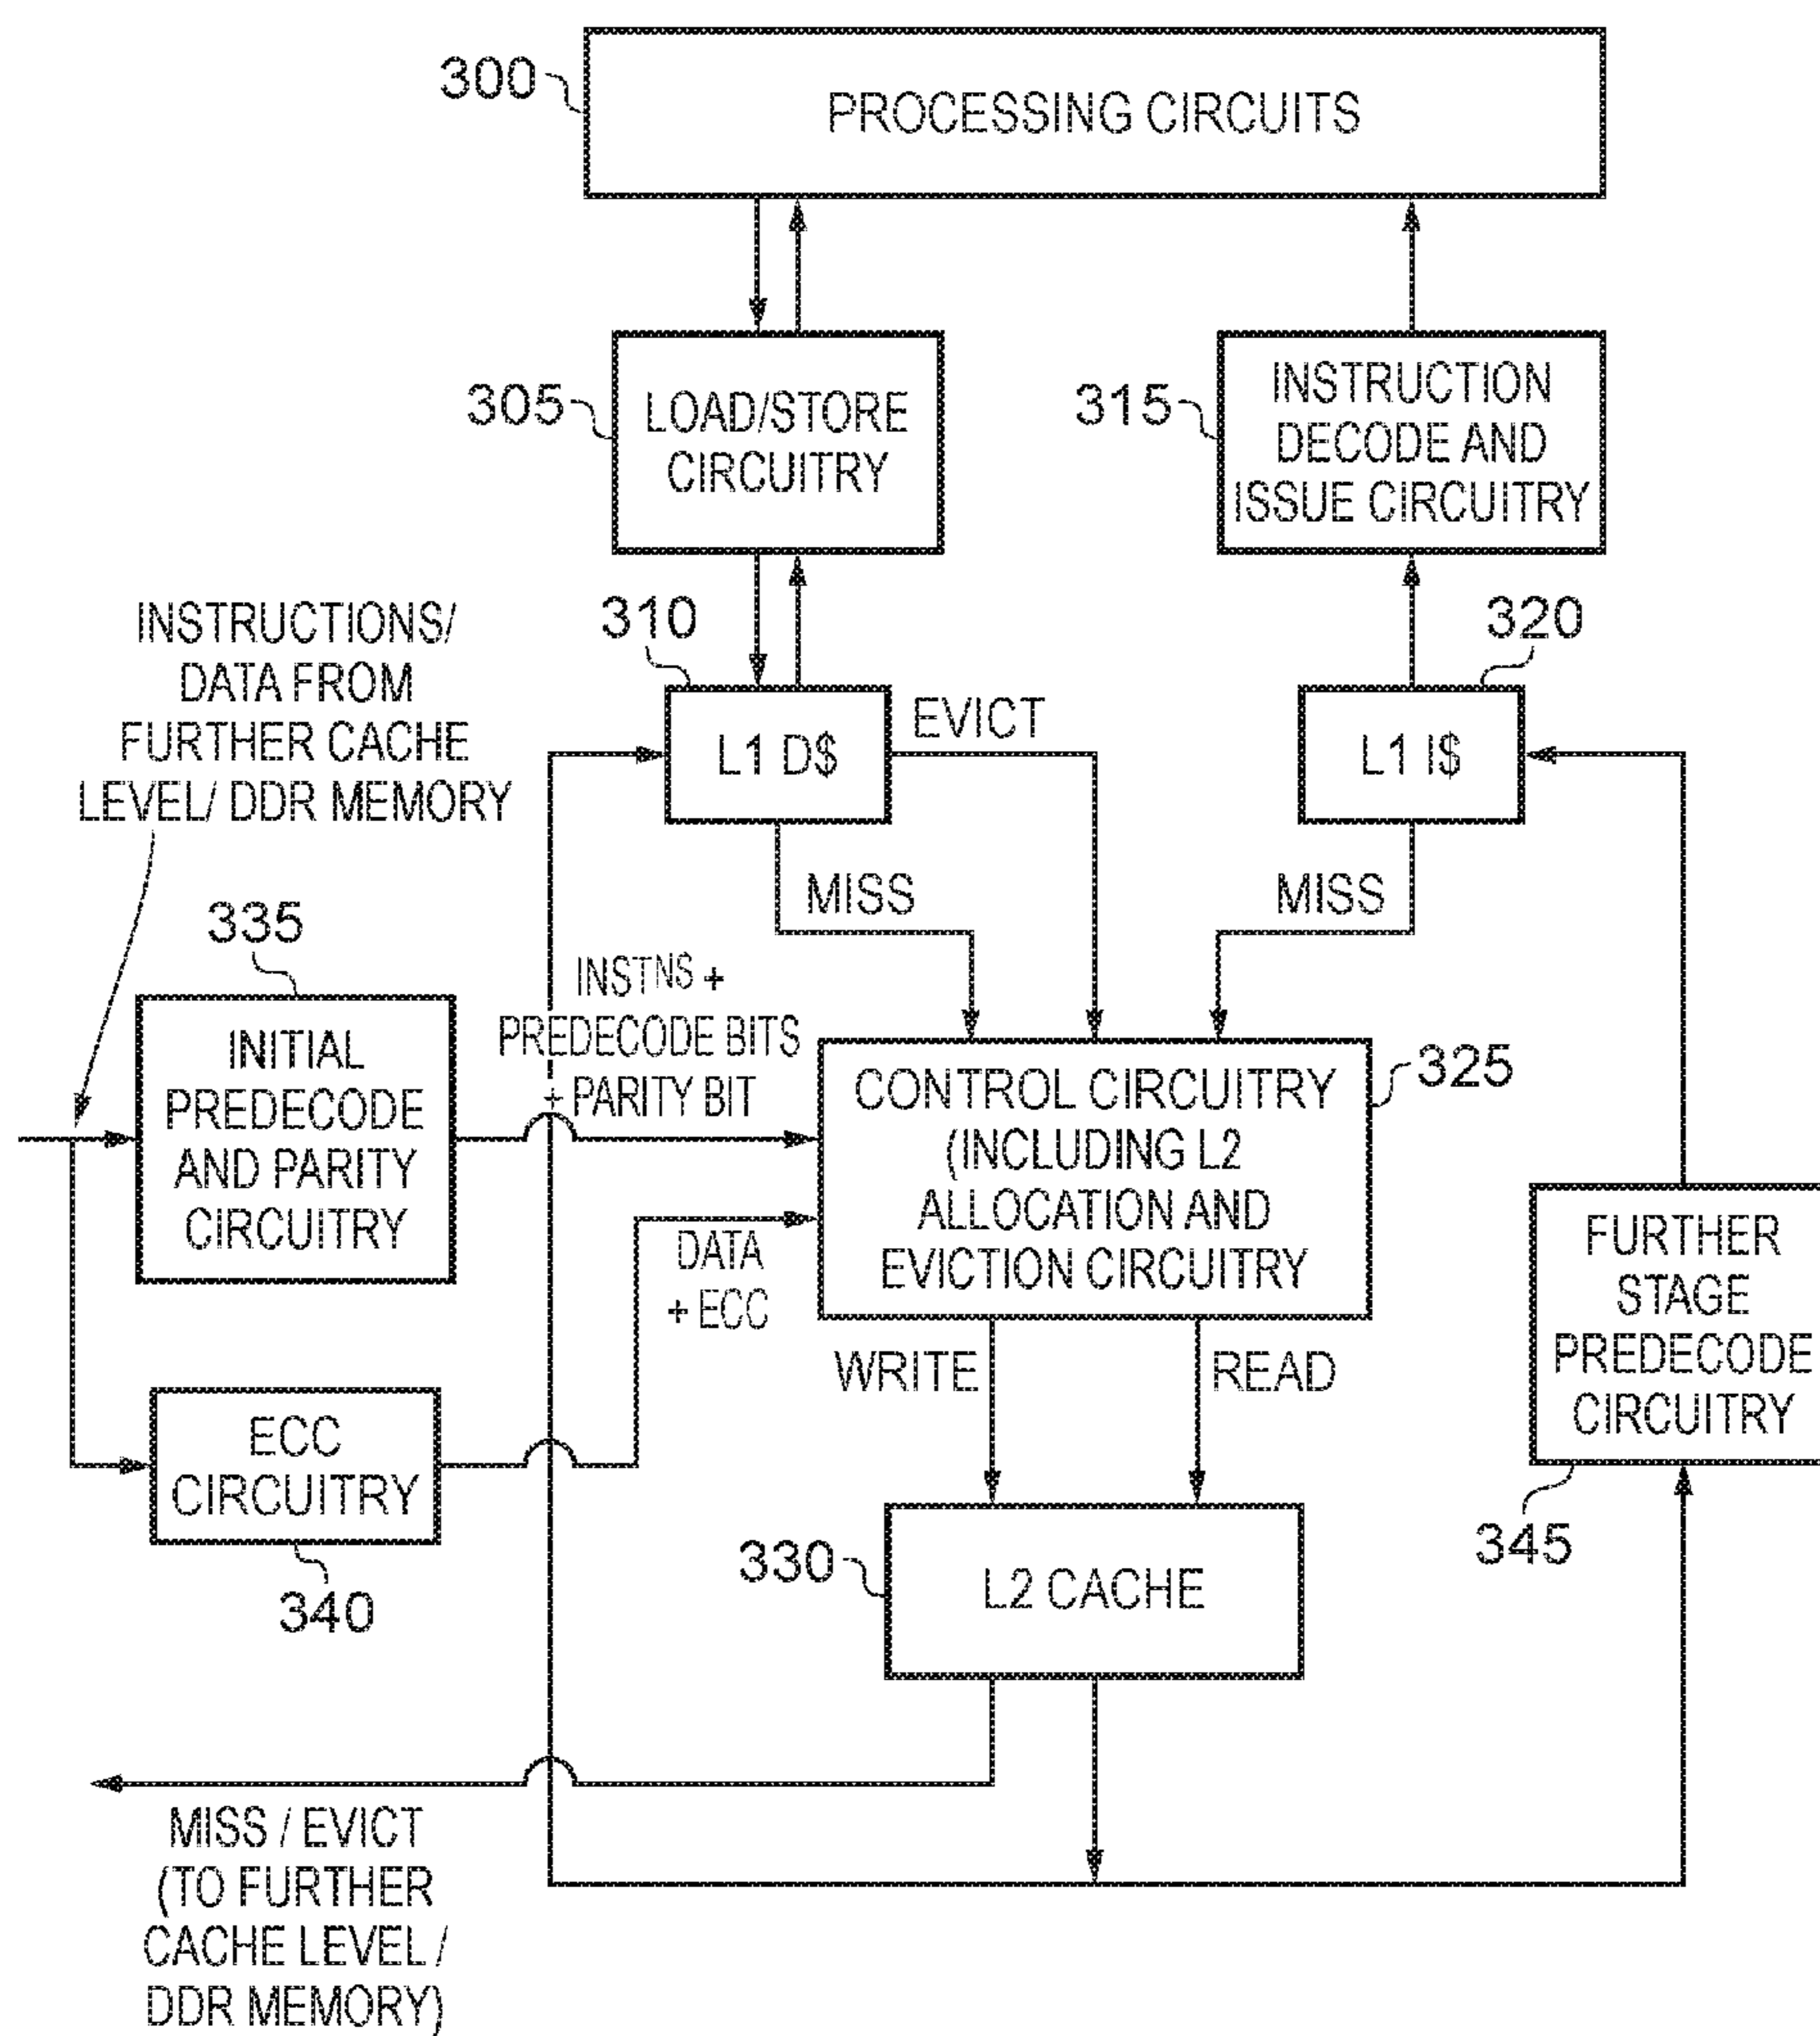 300
PROCESSING CIRCUITS
305
LOAD/STORE
CIRCUITRY
315
INSTRUCTION
DECODE AND
ISSUE CIRCUITRY
INSTRUCTIONS/
DATA FROM
FURTHER CACHE
LEVEL/ DDR MEMORY
310
L1 D$
EVICT
MISS
320
L1 I$
MISS
335
INITIAL
PREDECODE
AND PARITY
CIRCUITRY
INSTNS +
PREDECODE BITS
+ PARITY BIT
325
CONTROL CIRCUITRY
(INCLUDING L2
ALLOCATION AND
EVICTION CIRCUITRY
DATA
+ ECC
WRITE
READ
FURTHER
STAGE
PREDECODE
CIRCUITRY
345
ECC
CIRCUITRY
340
330
L2 CACHE
MISS / EVICT
(TO FURTHER
CACHE LEVEL /
DDR MEMORY)